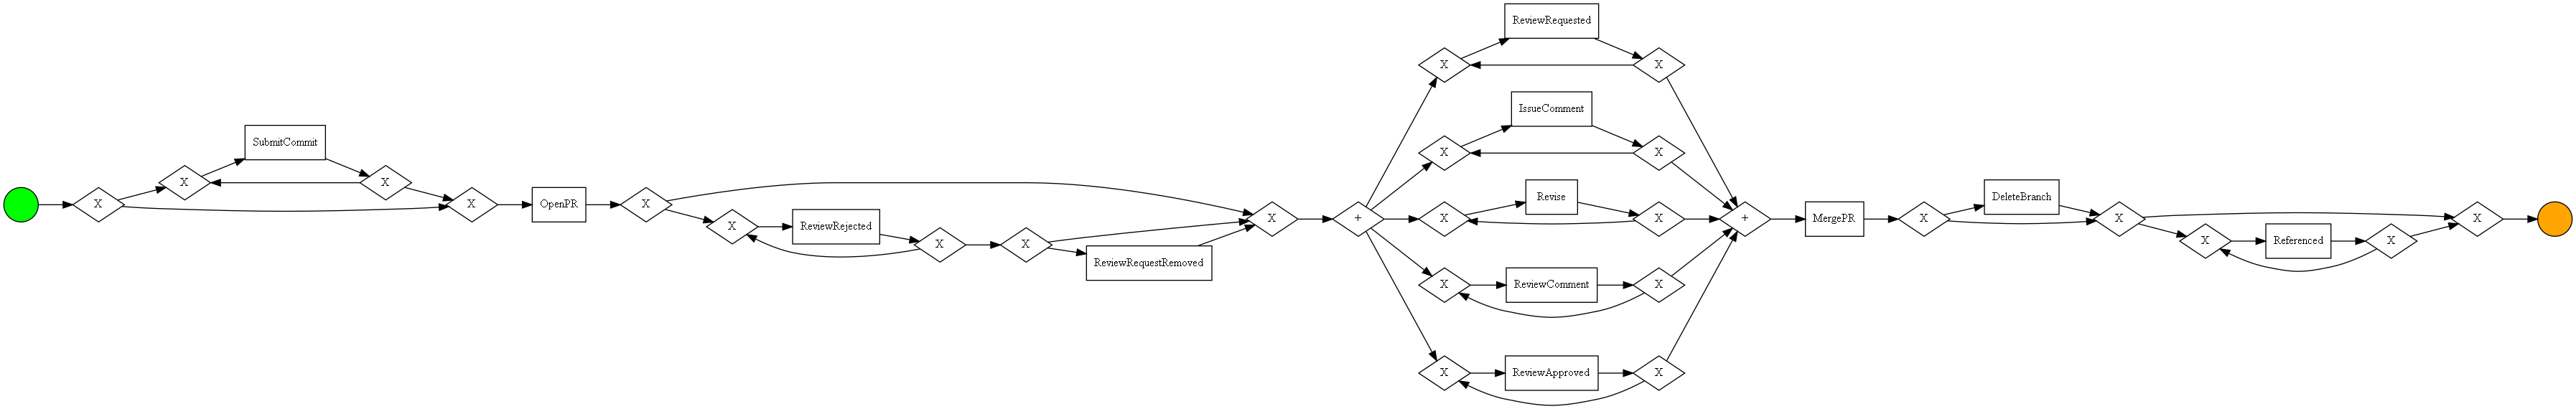 X
X
SubmitCommit
X
X
OpenPR
X
X
ReviewRejected
X
X
ReviewRequestRemoved
X
+
X
ReviewRequested
X
X
IssueComment
X
X
Revise
X
X
ReviewComment
X
X
ReviewApproved
X
+
MergePR
X
DeleteBranch
X
X
Referenced
X
X